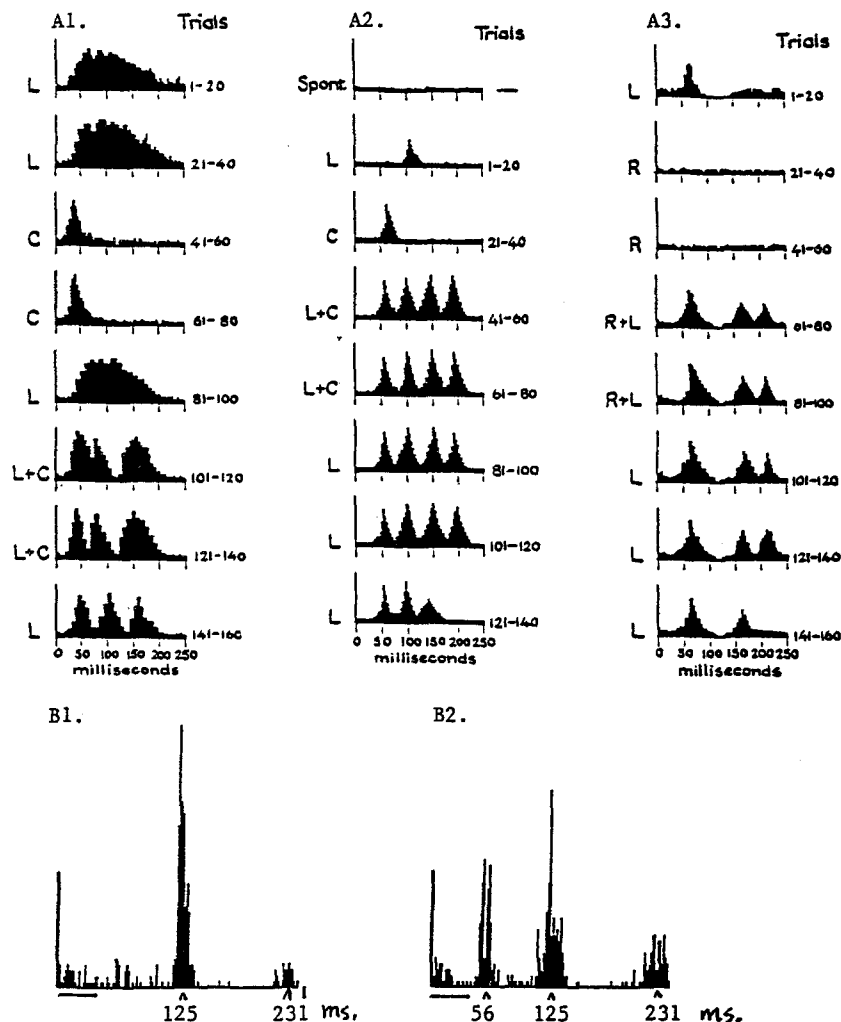 A1.
Trials
L 1-20
L 21-40
C 41-60
C 61-80
L 81-100
L+C 101-120
L+C 121-140
L 141-160
0 50 100 150 200 250
milliseconds
A2.
Trials
Spont —
L 1-20
C 21-40
L+C 41-60
L+C 61-80
L 81-100
L 101-120
L 121-140
0 50 100 150 200 250
milliseconds
A3.
Trials
L 1-20
R 21-40
R 41-60
R+L 61-80
R+L 81-100
L 101-120
L 121-140
L 141-160
0 50 100 150 200 250
milliseconds
B1.
125 231 ms.
B2.
56 125 231 ms.